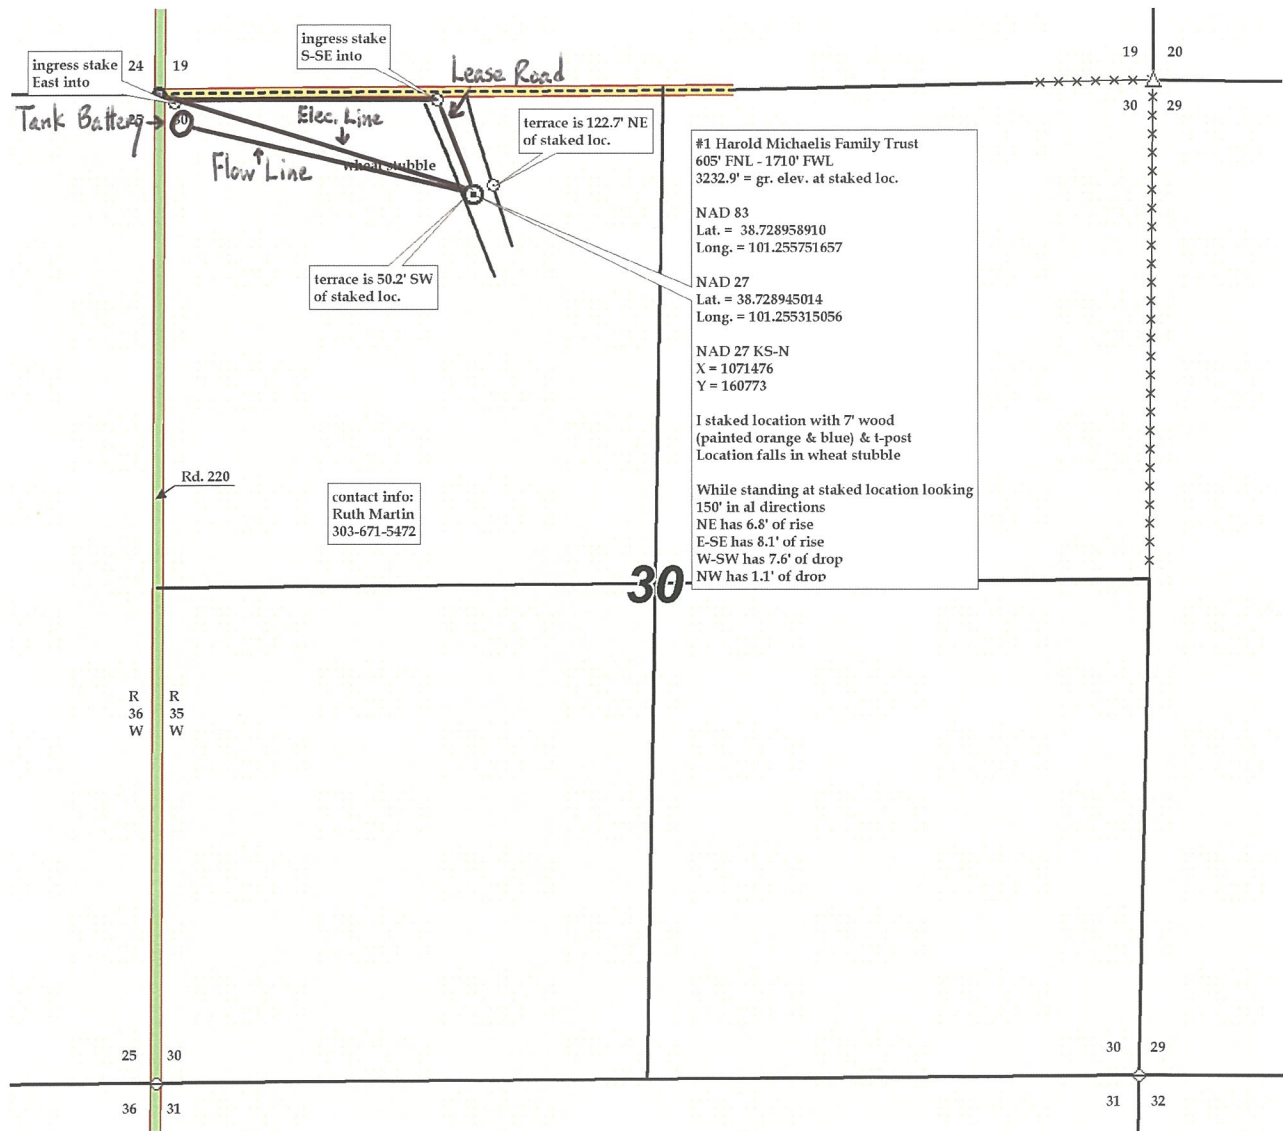 ingress stake
S-SE into
19 20
ingress stake
East into
24 19
Lease Road
Tank Battery
25 30
Elec. Line
terrace is 122.7' NE
of staked loc.
30 29
Flow Line
wheat stubble
#1 Harold Michaelis Family Trust
605' FNL - 1710' FWL
3232.9' = gr. elev. at staked loc.
NAD 83
Lat. = 38.728958910
Long. = 101.255751657
terrace is 50.2' SW
of staked loc.
NAD 27
Lat. = 38.728945014
Long. = 101.255315056
NAD 27 KS-N
X = 1071476
Y = 160773
I staked location with 7' wood
(painted orange & blue) & t-post
Location falls in wheat stubble
Rd. 220
contact info:
Ruth Martin
303-671-5472
While standing at staked location looking
150' in al directions
NE has 6.8' of rise
E-SE has 8.1' of rise
W-SW has 7.6' of drop
NW has 1.1' of drop
30
R R
36 35
W W
25 30
30 29
36 31
31 32